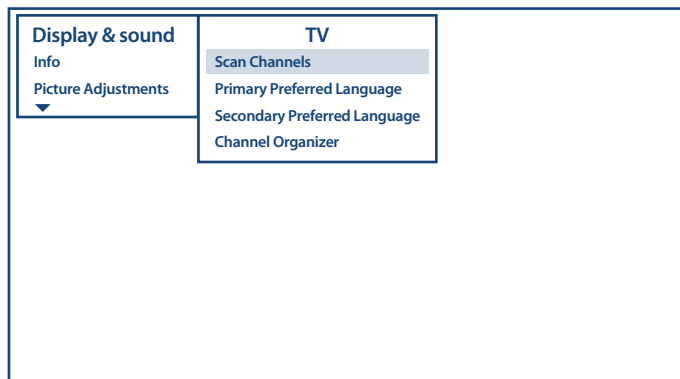 Display & sound
Info
Picture Adjustments
TV
Scan Channels
Primary Preferred Language
Secondary Preferred Language
Channel Organizer